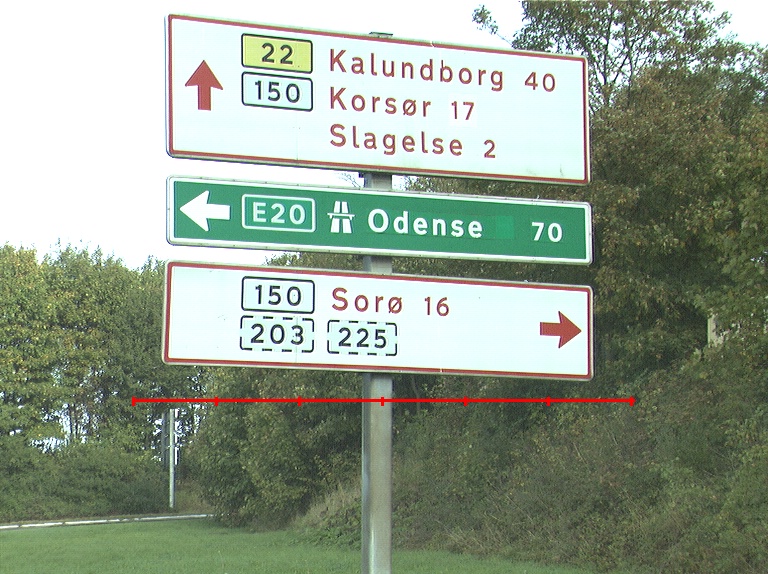 22 Kalundborg 40
150 Korsør 17
Slagelse 2
E20 Odense 70
150 Sorø 16
203 225